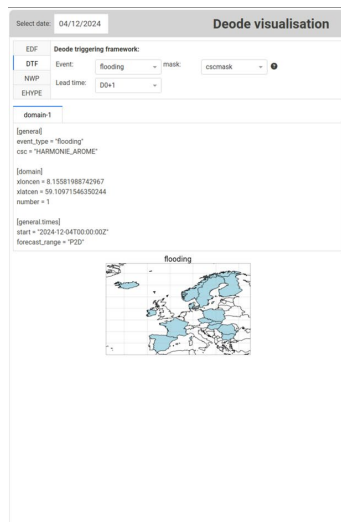 Select date: 04/12/2024 Deode visualisation
EDF
DTF
NWP
EHYPE
Deode triggering framework:
Event: flooding mask: cscmask ?
Lead time: D0+1
domain-1
[general]
event_type = "flooding"
csc = "HARMONIE_AROME"
[domain]
xloncen = 8.15581988742967
xlatcen = 59.10971546350244
number = 1
[general.times]
start = "2024-12-04T00:00:00Z"
forecast_range = "P2D"
flooding